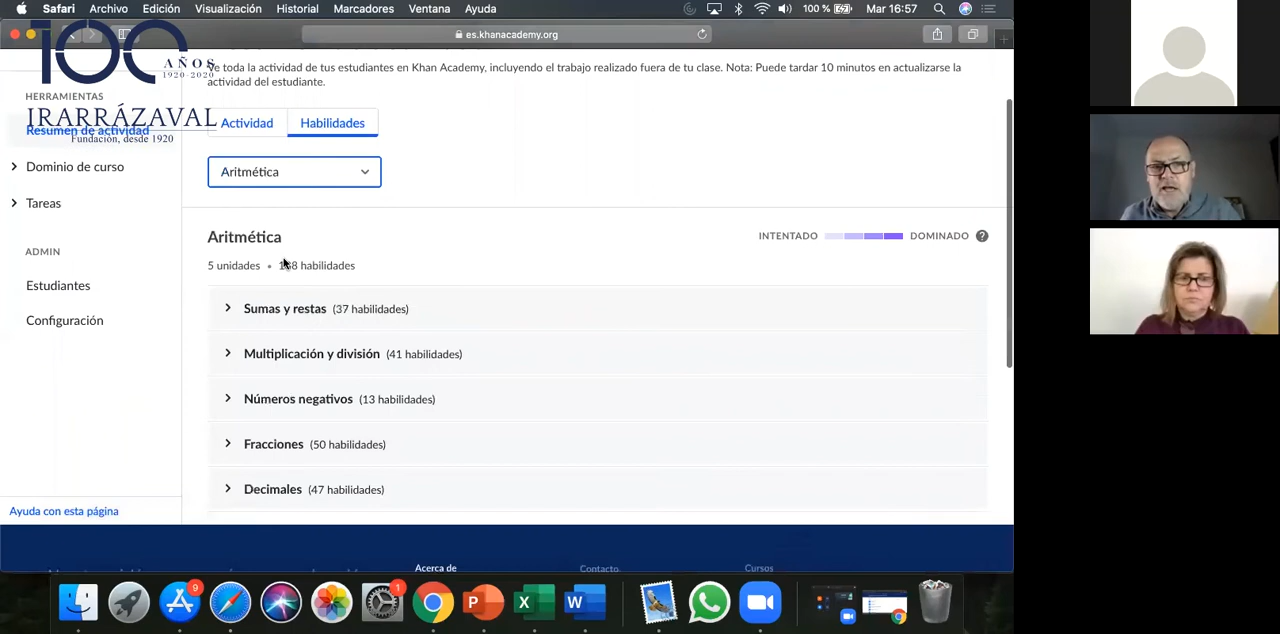 Safari Archivo Edición Visualización Historial Marcadores Ventana Ayuda
100 % Mar 16:57
es.khanacademy.org
100 AÑOS
1920-2020
IRARRÁZAVAL
Fundación, desde 1920
HERRAMIENTAS
Resumen de actividad
Dominio de curso
Tareas
ADMIN
Estudiantes
Configuración
Ayuda con esta página
Ve toda la actividad de tus estudiantes en Khan Academy, incluyendo el trabajo realizado fuera de tu clase. Nota: Puede tardar 10 minutos en actualizarse la
actividad del estudiante.
Actividad Habilidades
Aritmética
Aritmética
INTENTADO DOMINADO ?
5 unidades • habilidades
Sumas y restas (37 habilidades)
Multiplicación y división (41 habilidades)
Números negativos (13 habilidades)
Fracciones (50 habilidades)
Decimales (47 habilidades)
Acerca de Contacto Cursos
9
1
P X W